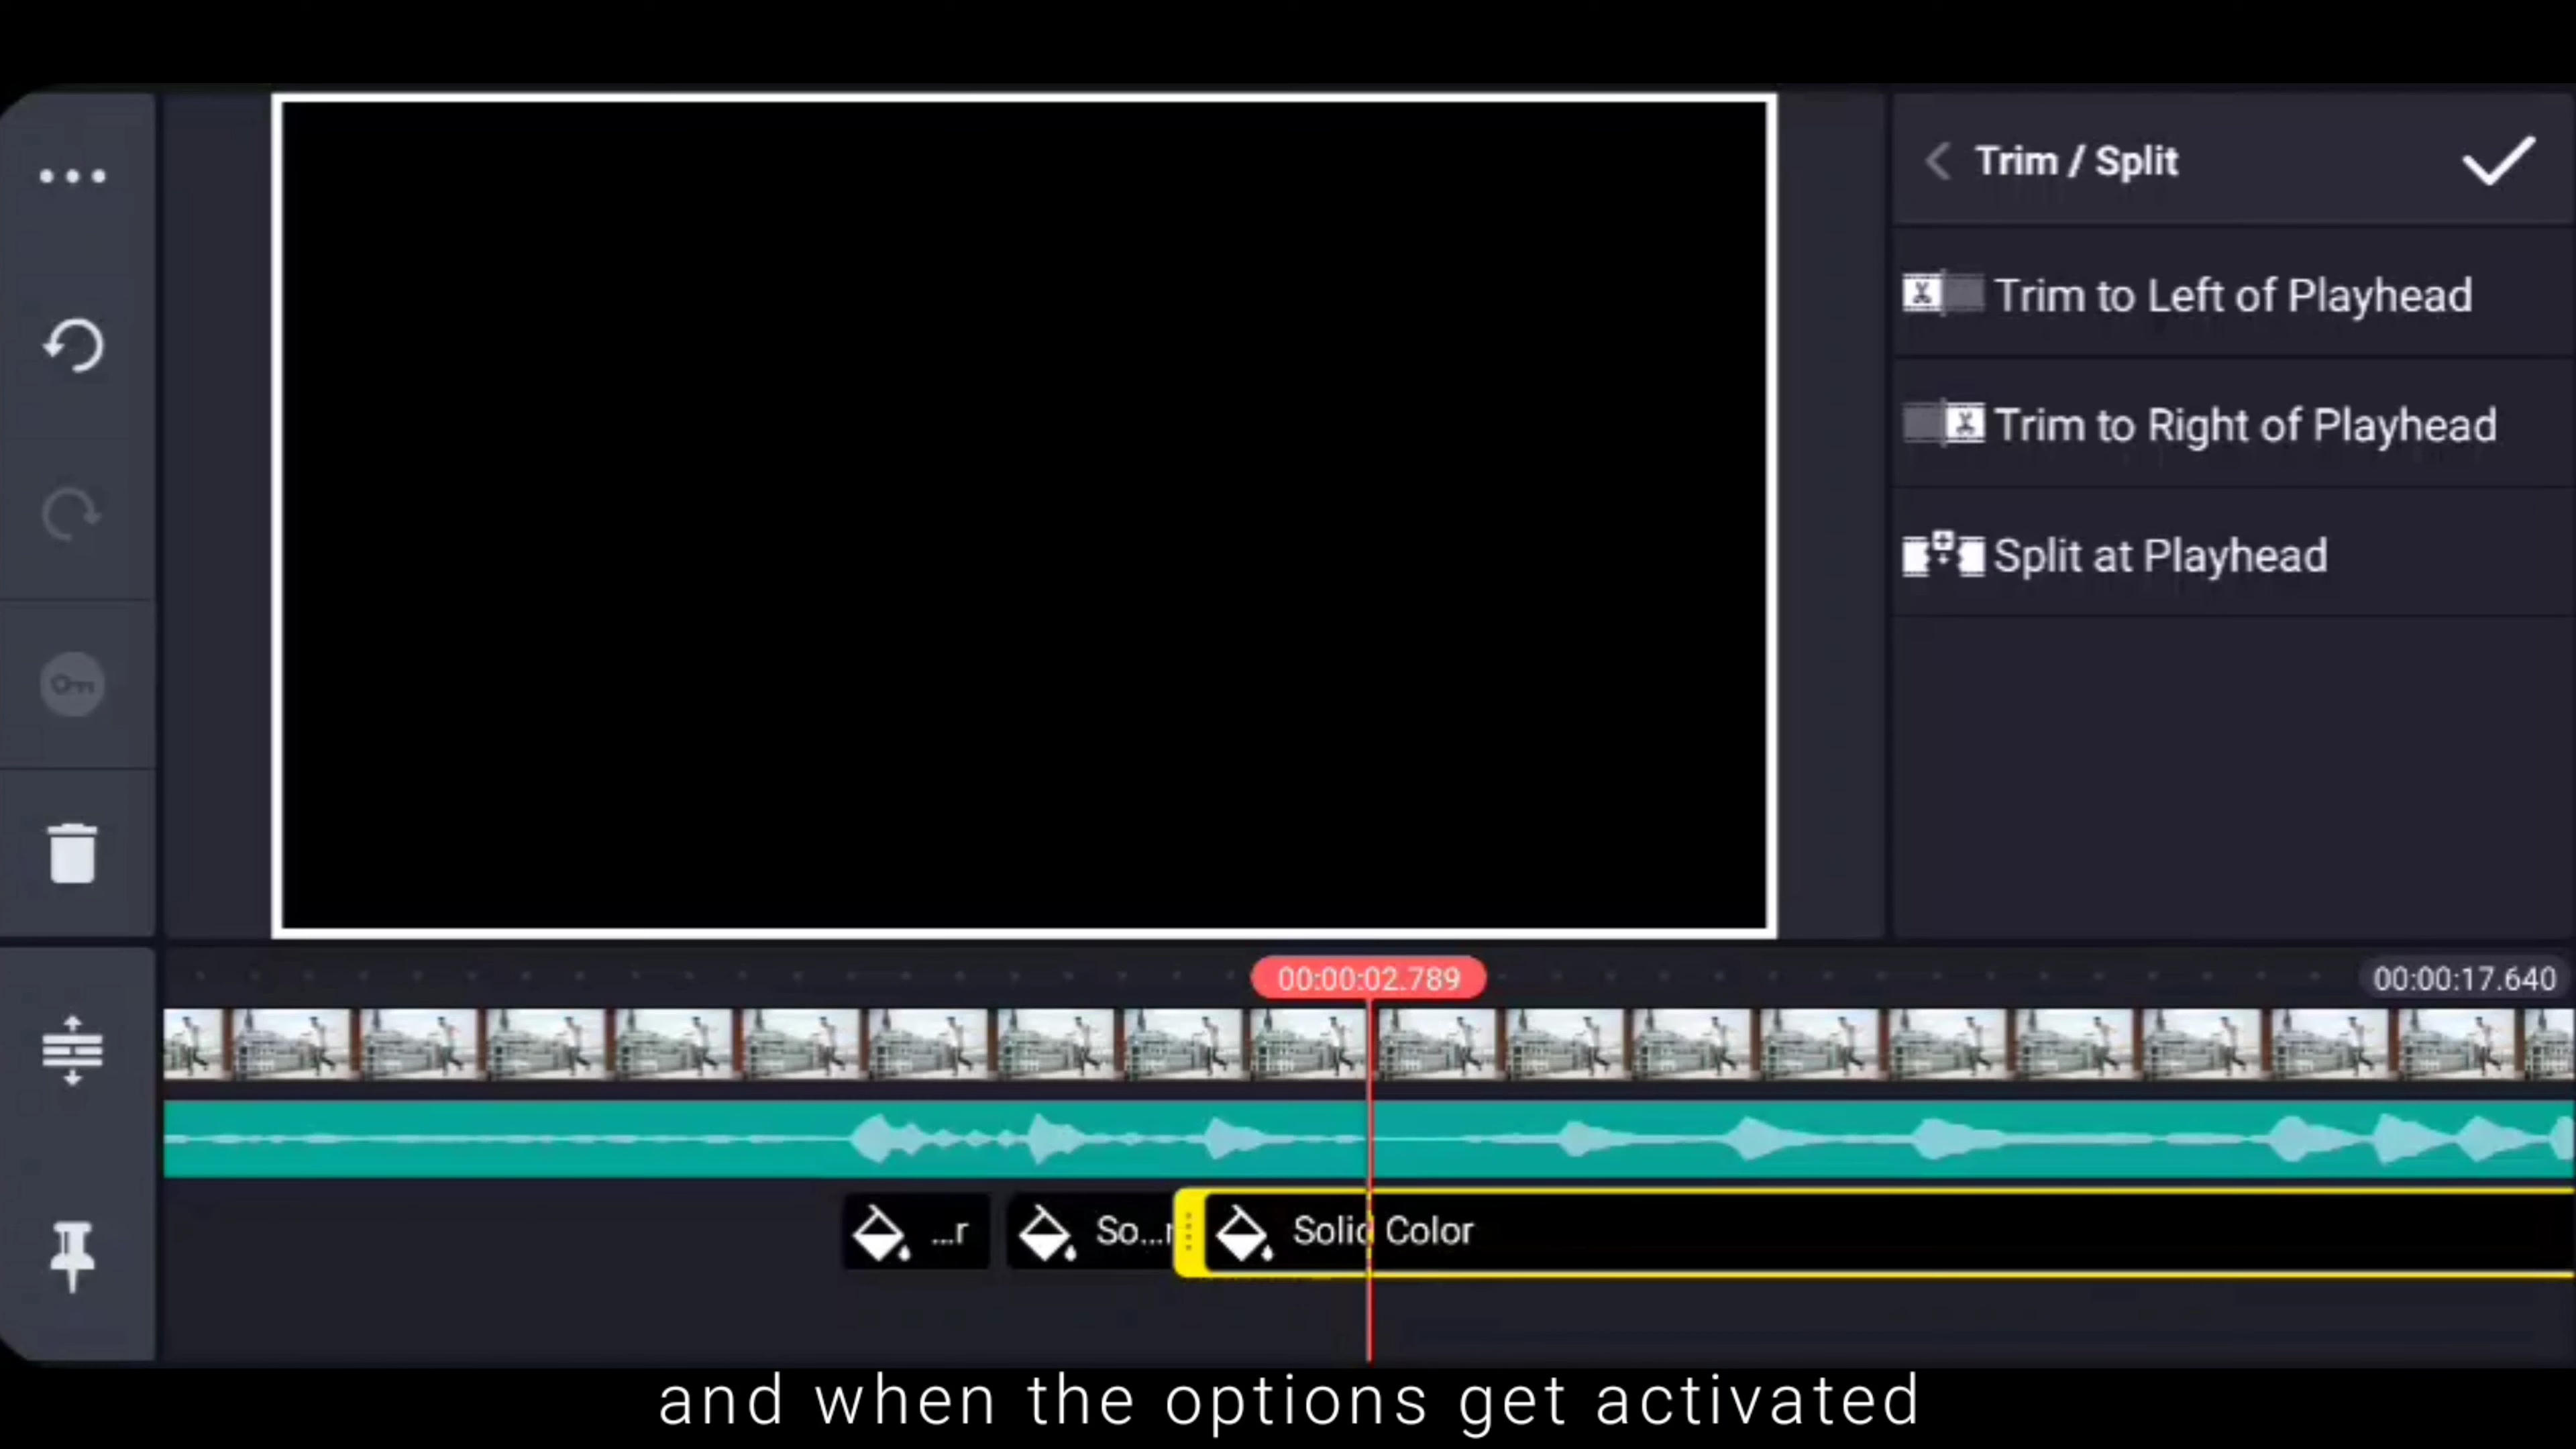 Trim / Split
Trim to Left of Playhead
Trim to Right of Playhead
Split at Playhead
00:00:02.789
00:00:17.640
...r
So...r
Solid Color
and when the options get activated